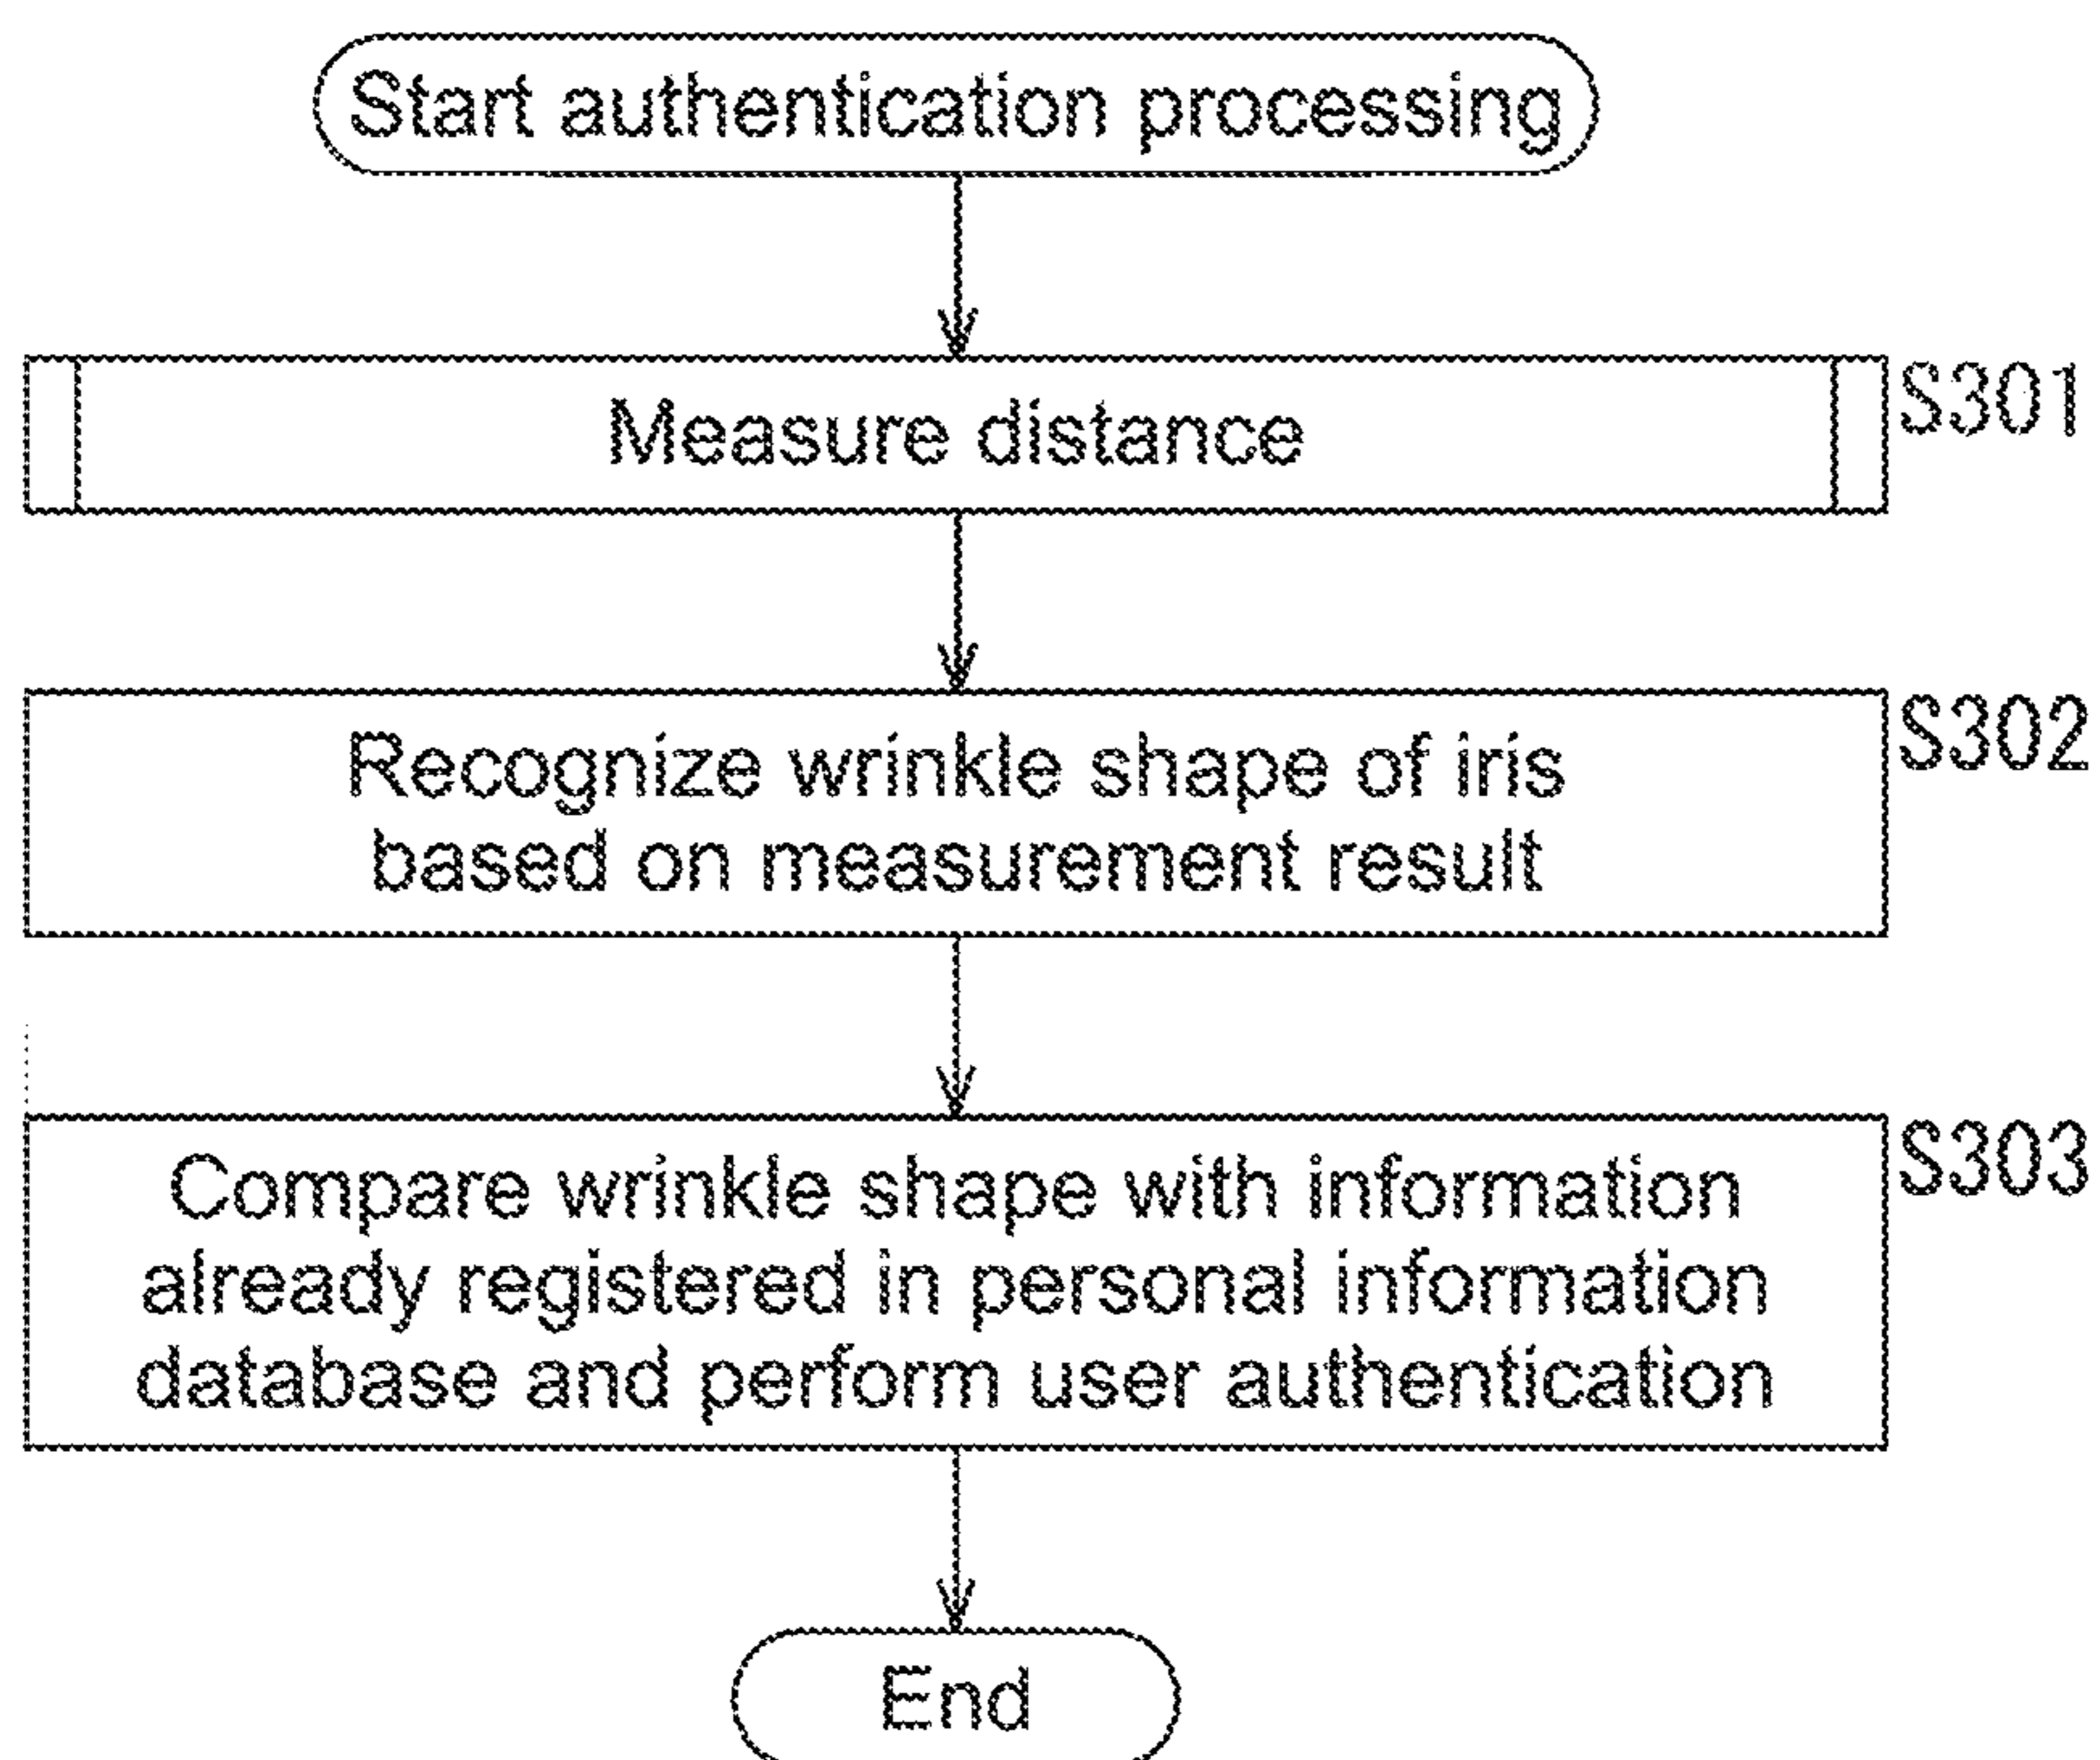 Start authentication processing
Measure distance
S301
Recognize wrinkle shape of iris
based on measurement result
S302
Compare wrinkle shape with information
already registered in personal information
database and perform user authentication
S303
End